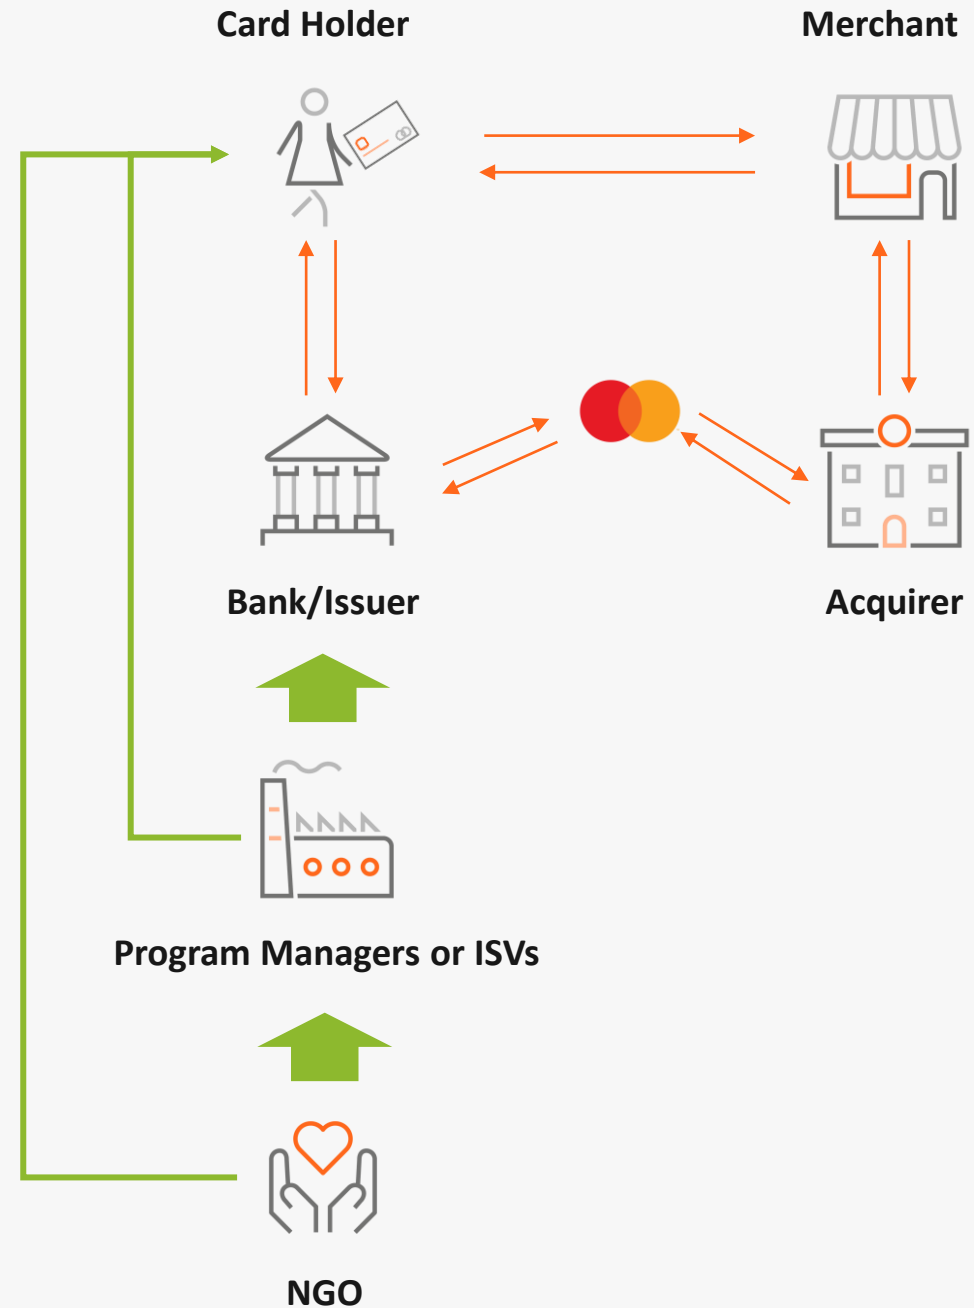 Card Holder
Merchant
Bank/Issuer
Acquirer
Program Managers or ISVs
NGO